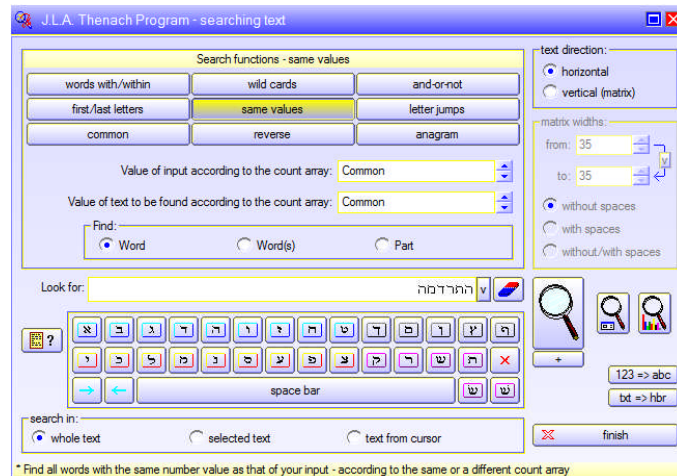 J.L.A. Thenach Program - searching text
Search functions - same values
words with/within wild cards and-or-not
first/last letters same values letter jumps
common reverse anagram
Value of input according to the count array: Common
Value of text to be found according to the count array: Common
Find:
Word Word(s) Part
text direction:
horizontal
vertical (matrix)
matrix widths:
from: 35
v
to: 35
without spaces
with spaces
without/with spaces
Look for: התרדמה v
?
א ב ג ד ה ו ז ח ט ך ם ן ץ ף
י כ ל מ נ ס ע פ צ ק ר ש ת ×
→ ← space bar שׂ שׁ
+
123 => abc
txt => hbr
search in:
whole text selected text text from cursor
finish
* Find all words with the same number value as that of your input - according to the same or a different count array